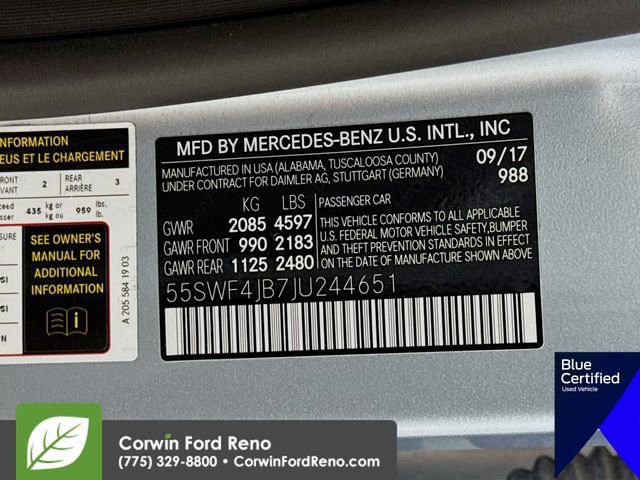 INFORMATION
EUS ET LE CHARGEMENT
2 REAR 3
ARRIÈRE
435 kg or 959 lbs.
kg ou lb.
SEE OWNER'S
MANUAL FOR
ADDITIONAL
INFORMATION
A 205 584 19 03
MFD BY MERCEDES-BENZ U.S. INTL., INC
MANUFACTURED IN USA (ALABAMA, TUSCALOOSA COUNTY) 09/17
UNDER CONTRACT FOR DAIMLER AG, STUTTGART (GERMANY) 988
KG LBS PASSENGER CAR
GVWR 2085 4597
GAWR FRONT 990 2183
GAWR REAR 1125 2480
THIS VEHICLE CONFORMS TO ALL APPLICABLE
U.S. FEDERAL MOTOR VEHICLE SAFETY, BUMPER
AND THEFT PREVENTION STANDARDS IN EFFECT
ON THE DATE OF MANUFACTURE SHOWN ABOVE.
55SWF4JB7JU244651
Blue
Certified
Used Vehicle
Corwin Ford Reno
(775) 329-8800 • CorwinFordReno.com